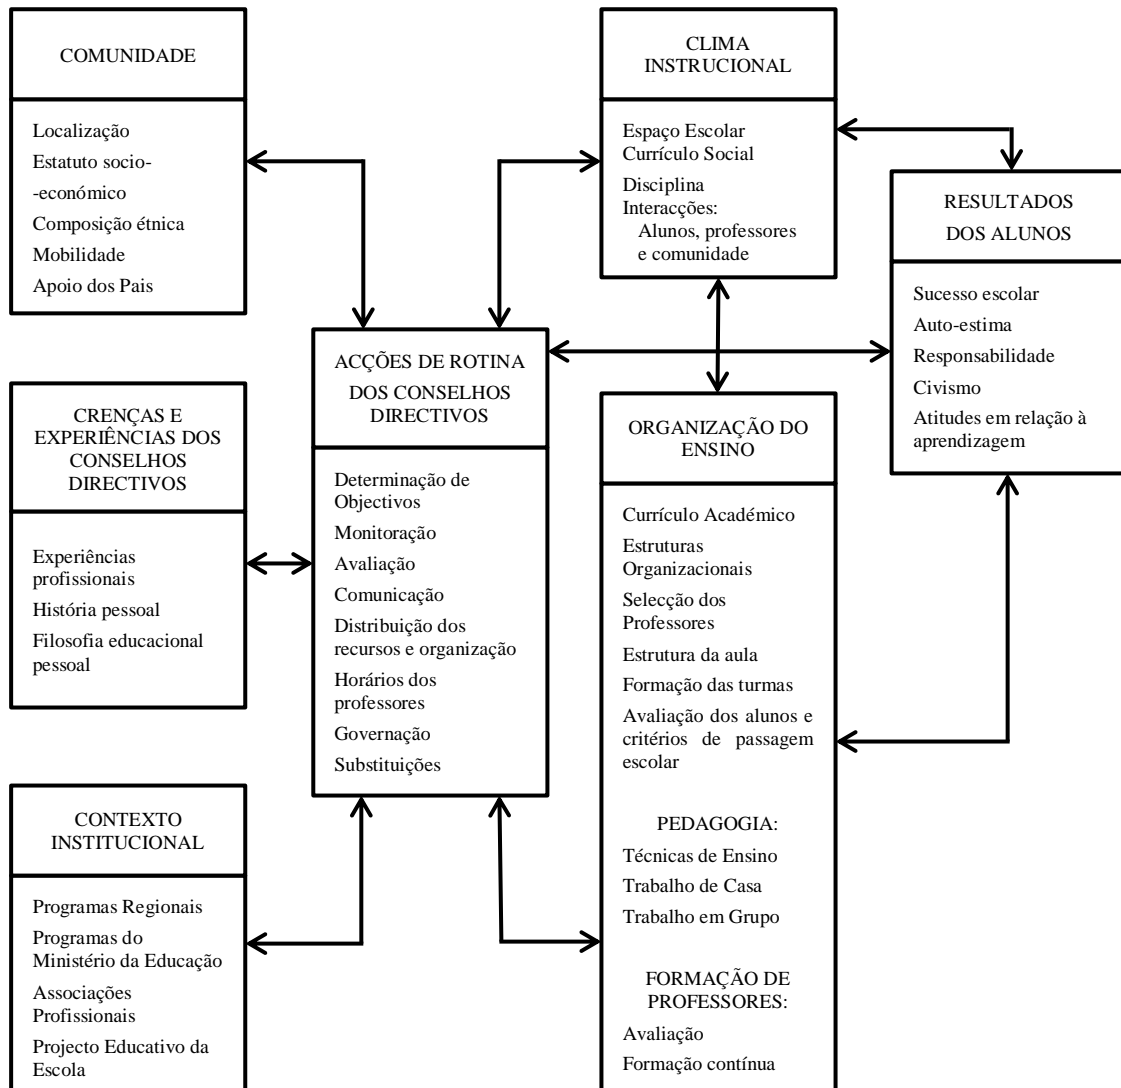 COMUNIDADE
Localização
Estatuto socio-
-económico
Composição étnica
Mobilidade
Apoio dos Pais
CLIMA
INSTRUCIONAL
Espaço Escolar
Currículo Social
Disciplina
Interacções:
Alunos, professores
e comunidade
RESULTADOS
DOS ALUNOS
Sucesso escolar
Auto-estima
Responsabilidade
Civismo
Atitudes em relação à
aprendizagem
CRENÇAS E
EXPERIÊNCIAS DOS
CONSELHOS
DIRECTIVOS
Experiências
profissionais
História pessoal
Filosofia educacional
pessoal
ACÇÕES DE ROTINA
DOS CONSELHOS
DIRECTIVOS
Determinação de
Objectivos
Monitoração
Avaliação
Comunicação
Distribuição dos
recursos e organização
Horários dos
professores
Governação
Substituições
ORGANIZAÇÃO DO
ENSINO
Currículo Académico
Estruturas
Organizacionais
Selecção dos
Professores
Estrutura da aula
Formação das turmas
Avaliação dos alunos e
critérios de passagem
escolar
PEDAGOGIA:
Técnicas de Ensino
Trabalho de Casa
Trabalho em Grupo
FORMAÇÃO DE
PROFESSORES:
Avaliação
Formação contínua
CONTEXTO
INSTITUCIONAL
Programas Regionais
Programas do
Ministério da Educação
Associações
Profissionais
Projecto Educativo da
Escola